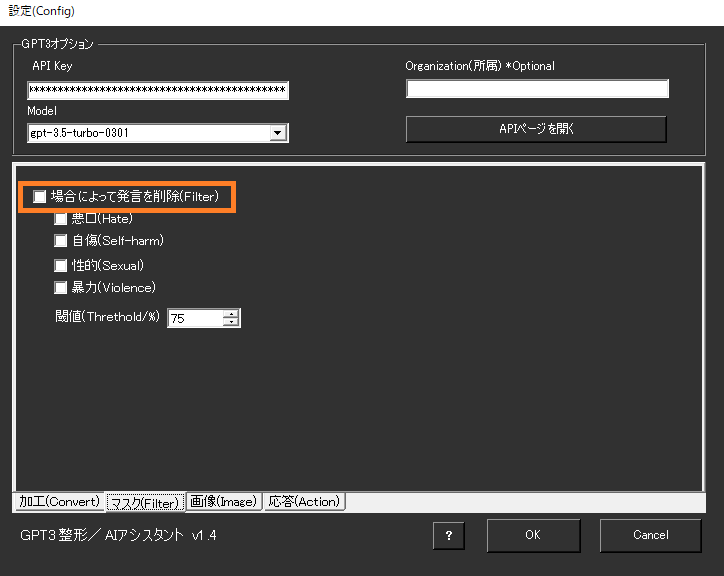 設定(Config)
GPT3オプション
API Key
Organization(所属) *Optional
*********************************************
Model
gpt-3.5-turbo-0301
APIページを開く
場合によって発言を削除(Filter)
悪口(Hate)
自傷(Self-harm)
性的(Sexual)
暴力(Violence)
閾値(Threthold/%) 75
加工(Convert) マスク(Filter) 画像(Image) 応答(Action)
GPT3 整形／ AIアシスタント v1.4
? OK Cancel